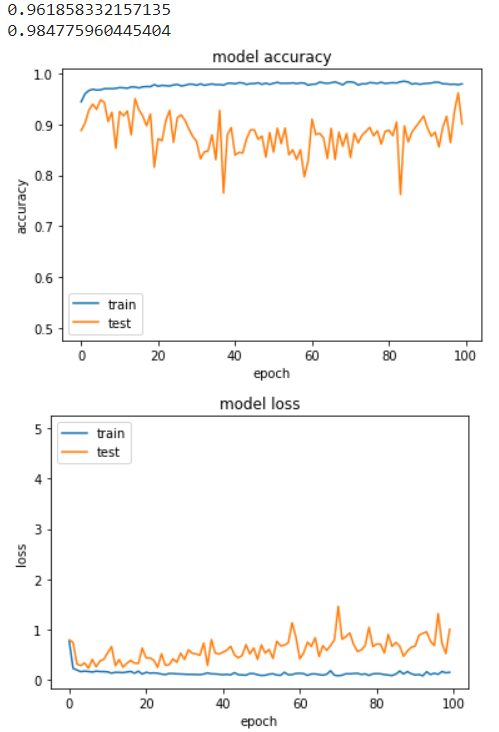 0.961858332157135
0.984775960445404
model accuracy
1.0
0.9
0.8
0.7
0.6
0.5
accuracy
train
test
0 20 40 60 80 100
epoch
model loss
5
4
3
2
1
0
loss
train
test
0 20 40 60 80 100
epoch